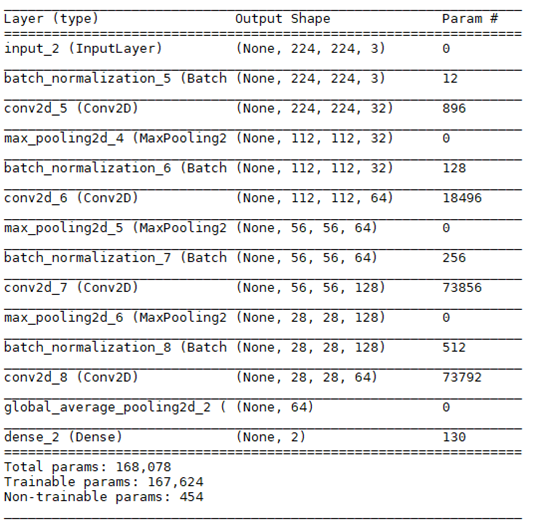 Layer (type) Output Shape Param #
input_2 (InputLayer) (None, 224, 224, 3) 0
batch_normalization_5 (Batch (None, 224, 224, 3) 12
conv2d_5 (Conv2D) (None, 224, 224, 32) 896
max_pooling2d_4 (MaxPooling2 (None, 112, 112, 32) 0
batch_normalization_6 (Batch (None, 112, 112, 32) 128
conv2d_6 (Conv2D) (None, 112, 112, 64) 18496
max_pooling2d_5 (MaxPooling2 (None, 56, 56, 64) 0
batch_normalization_7 (Batch (None, 56, 56, 64) 256
conv2d_7 (Conv2D) (None, 56, 56, 128) 73856
max_pooling2d_6 (MaxPooling2 (None, 28, 28, 128) 0
batch_normalization_8 (Batch (None, 28, 28, 128) 512
conv2d_8 (Conv2D) (None, 28, 28, 64) 73792
global_average_pooling2d_2 ( (None, 64) 0
dense_2 (Dense) (None, 2) 130
Total params: 168,078
Trainable params: 167,624
Non-trainable params: 454